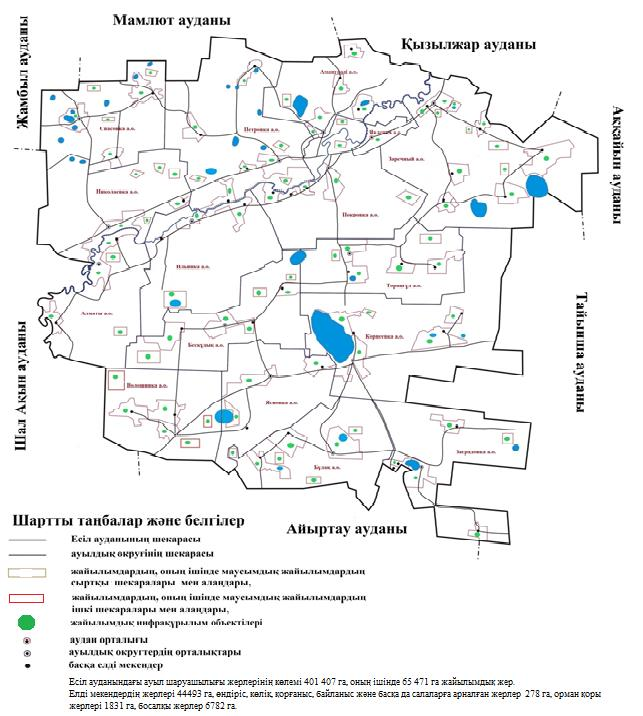 Мамлют ауданы
Қызылжар ауданы
Жамбыл ауданы
Аққайын ауданы
Спасовка а.о.
Петровка а.о.
Заречный а.о.
Николаевка а.о.
Покровка а.о.
Ильинка а.о.
Алматы а.о.
Корнеевка а.о.
Бесқұдық а.о.
Волошинка а.о.
Ясновка а.о.
Бұлақ а.о.
Заградовка а.о.
Тайынша ауданы
Шал Ақын ауданы
Айыртау ауданы
Шартты таңбалар және белгілер
Есіл ауданының шекарасы
ауылдық округінің шекарасы
жайылымдардың, оның ішінде маусымдық жайылымдардың
сыртқы шекаралары мен алаңдары,
жайылымдардың, оның ішінде маусымдық жайылымдардың
ішкі шекаралары мен алаңдары,
жайылымдық инфрақұрылым объектілері
аудан орталығы
ауылдық округтердің орталықтары
басқа елді мекендер
Есіл ауданындағы ауыл шаруашылығы жерлерінің көлемі 401 407 га, оның ішінде 65 471 га жайылымдық жер.
Елді мекендердің жерлері 44493 га, өндіріс, көлік, қорғаныс, байланыс және басқа да салаларға арналған жерлер 278 га, орман қоры
жерлері 1831 га, босалқы жерлер 6782 га.